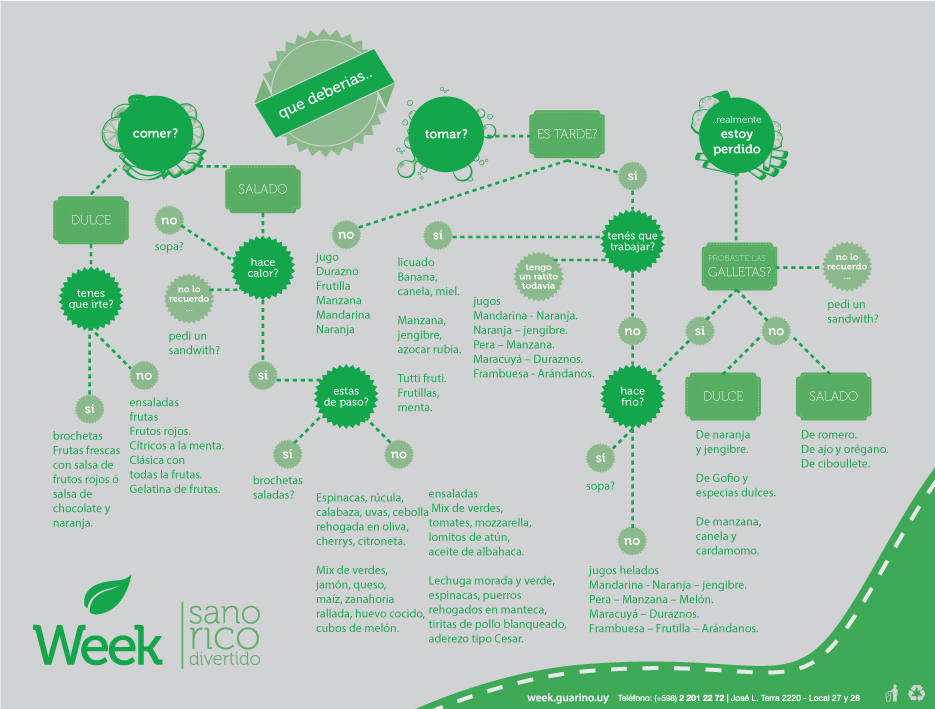 que deberías..
comer?
DULCE
tenes
que irte?
sí
brochetas
Frutas frescas
con salsa de
frutos rojos ó
salsa de
chocolate y
naranja.
no
ensaladas
frutas
Frutos rojos.
Cítricos a la menta.
Clásica con
todas la frutas.
Gelatina de frutas.
SALADO
hace
calor?
no
sopa?
no lo
recuerdo
...
pedi un
sandwith?
sí
estas
de paso?
sí
brochetas
saladas?
no
Espinacas, rúcula,
calabaza, uvas, cebolla
rehogada en oliva,
cherrys, citroneta.
Mix de verdes,
jamón, queso,
maíz, zanahoria
rallada, huevo cocido,
cubos de melón.
ensaladas
Mix de verdes,
tomates, mozzarella,
lomitos de atún,
aceite de albahaca.
Lechuga morada y verde,
espinacas, puerros
rehogados en manteca,
tiritas de pollo blanqueado,
aderezo tipo Cesar.
tomar?
ES TARDE?
no
jugo
Durazno
Frutilla
Manzana
Mandarina
Naranja
sí
tenés que
trabajar?
sí
licuado
Banana,
canela, miel.
Manzana,
jengibre,
azocar rubia.
Tutti fruti.
Frutillas,
menta.
tengo
un ratito
todavía
jugos
Mandarina - Naranja.
Naranja – jengibre.
Pera – Manzana.
Maracuyá – Duraznos.
Frambuesa - Arándanos.
no
hace
frío?
sí
sopa?
no
jugos helados
Mandarina - Naranja – jengibre.
Pera – Manzana – Melón.
Maracuyá – Duraznos.
Frambuesa – Frutilla – Arándanos.
..realmente
estoy
perdido
PROBASTE LAS
GALLETAS?
no lo
recuerdo
...
pedi un
sandwith?
sí
no
DULCE
De naranja
y jengibre.
De Gofio y
especias dulces.
De manzana,
canela y
cardamomo.
SALADO
De romero.
De ajo y orégano.
De ciboullete.
Week
sano
rico
divertido
week.guarino.uy Teléfono: (+598) 2 201 22 72 | José L. Terra 2220 - Local 27 y 28